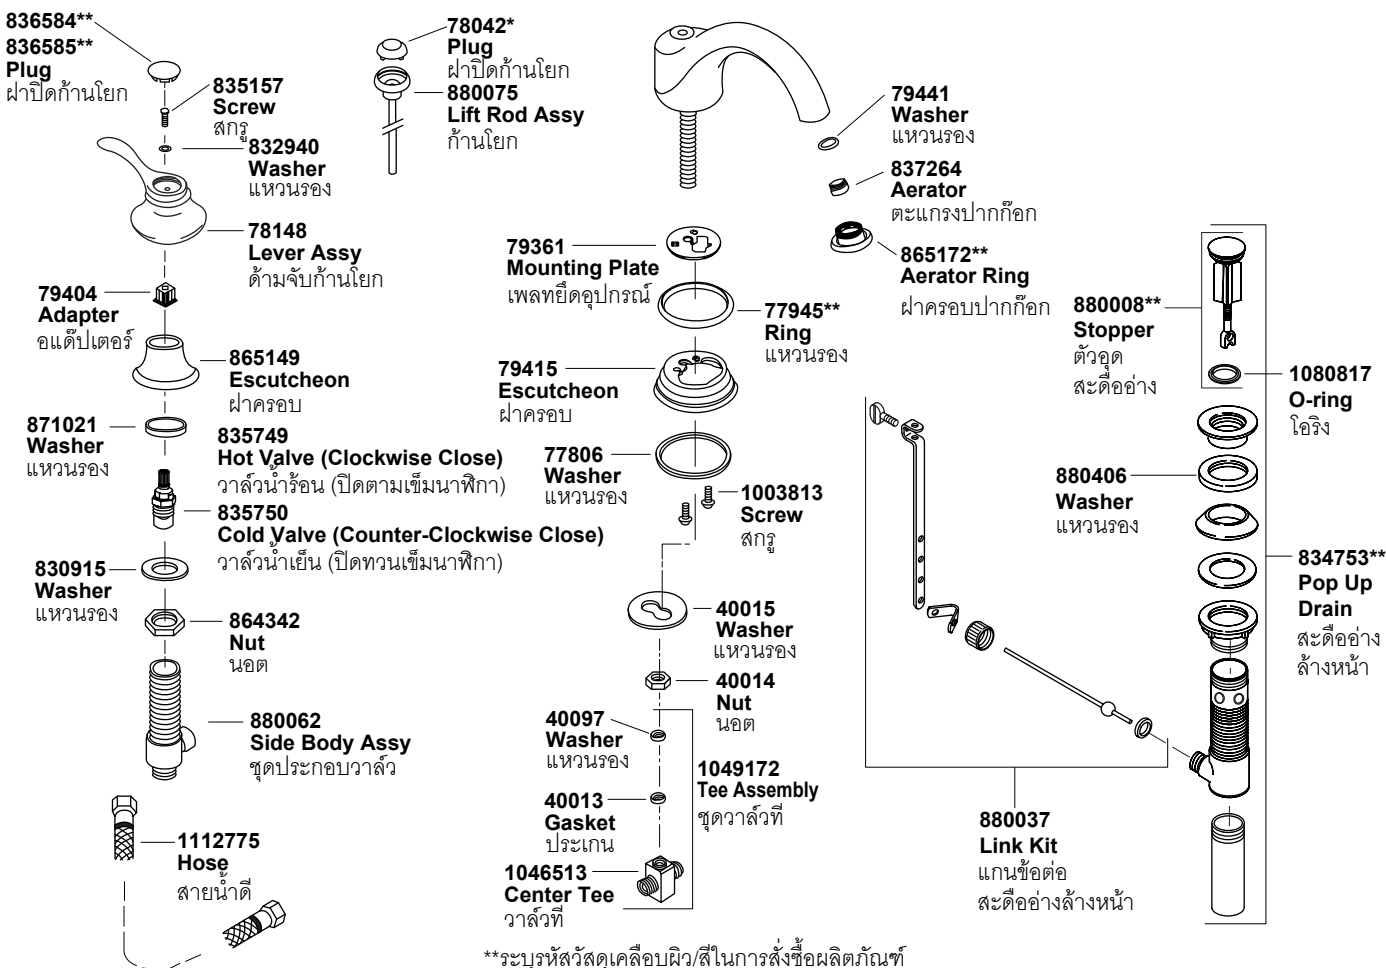 836584**
836585**
Plug
ฝาปิดก้านโยก
835157
Screw
สกรู
832940
Washer
แหวนรอง
78148
Lever Assy
ด้ามจับก้านโยก
79404
Adapter
อแด๊ปเตอร์
865149
Escutcheon
ฝาครอบ
871021
Washer
แหวนรอง
835749
Hot Valve (Clockwise Close)
วาล์วน้ำร้อน (ปิดตามเข็มนาฬิกา)
835750
Cold Valve (Counter-Clockwise Close)
วาล์วน้ำเย็น (ปิดทวนเข็มนาฬิกา)
830915
Washer
แหวนรอง
864342
Nut
นอต
880062
Side Body Assy
ชุดประกอบวาล์ว
1112775
Hose
สายน้ำดี
78042*
Plug
ฝาปิดก้านโยก
880075
Lift Rod Assy
ก้านโยก
79441
Washer
แหวนรอง
837264
Aerator
ตะแกรงปากก๊อก
865172**
Aerator Ring
ฝาครอบปากก๊อก
79361
Mounting Plate
เพลทยึดอุปกรณ์
77945**
Ring
แหวนรอง
79415
Escutcheon
ฝาครอบ
77806
Washer
แหวนรอง
1003813
Screw
สกรู
40015
Washer
แหวนรอง
40014
Nut
นอต
40097
Washer
แหวนรอง
1049172
Tee Assembly
ชุดวาล์วที
40013
Gasket
ประเกน
1046513
Center Tee
วาล์วที
880008**
Stopper
ตัวอุด
สะดืออ่าง
1080817
O-ring
โอริง
880406
Washer
แหวนรอง
834753**
Pop Up
Drain
สะดืออ่าง
ล้างหน้า
880037
Link Kit
แกนข้อต่อ
สะดืออ่างล้างหน้า
**ระบุรหัสวัสดุเคลือบผิว/สีในการสั่งซื้อผลิตภัณฑ์